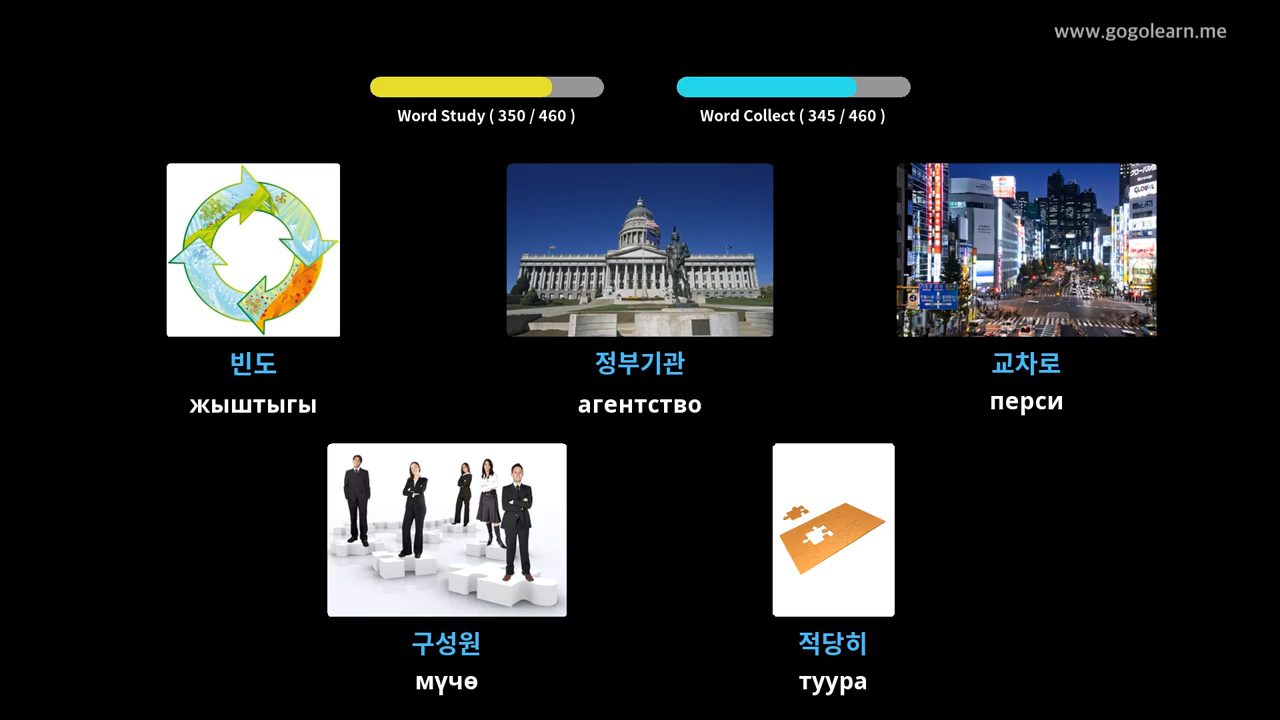 www.gogolearn.me
Word Study ( 350 / 460 )
Word Collect ( 345 / 460 )
빈도
정부기관
교차로
жыштыгы
агентство
перси
구성원
적당히
мүчө
туура